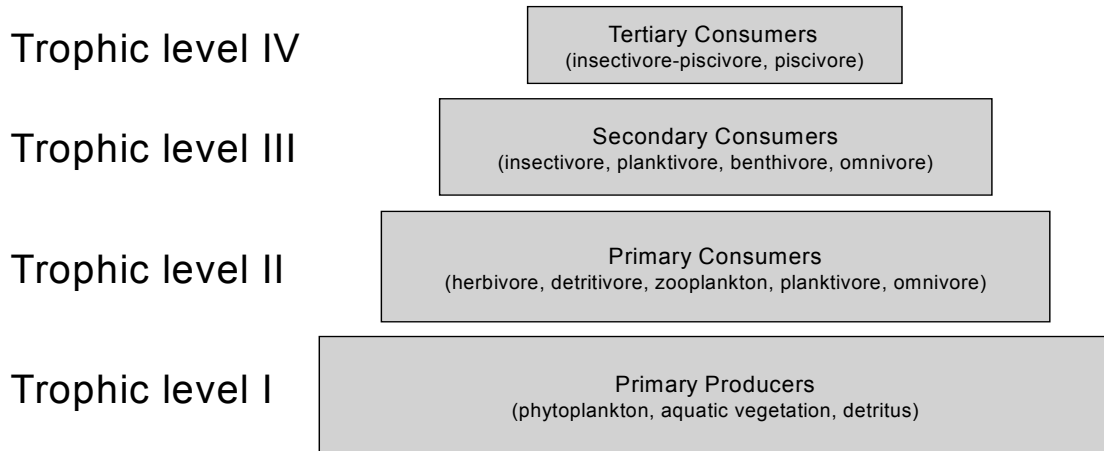 Trophic level IV
Tertiary Consumers
(insectivore-piscivore, piscivore)
Trophic level III
Secondary Consumers
(insectivore, planktivore, benthivore, omnivore)
Trophic level II
Primary Consumers
(herbivore, detritivore, zooplankton, planktivore, omnivore)
Trophic level I
Primary Producers
(phytoplankton, aquatic vegetation, detritus)